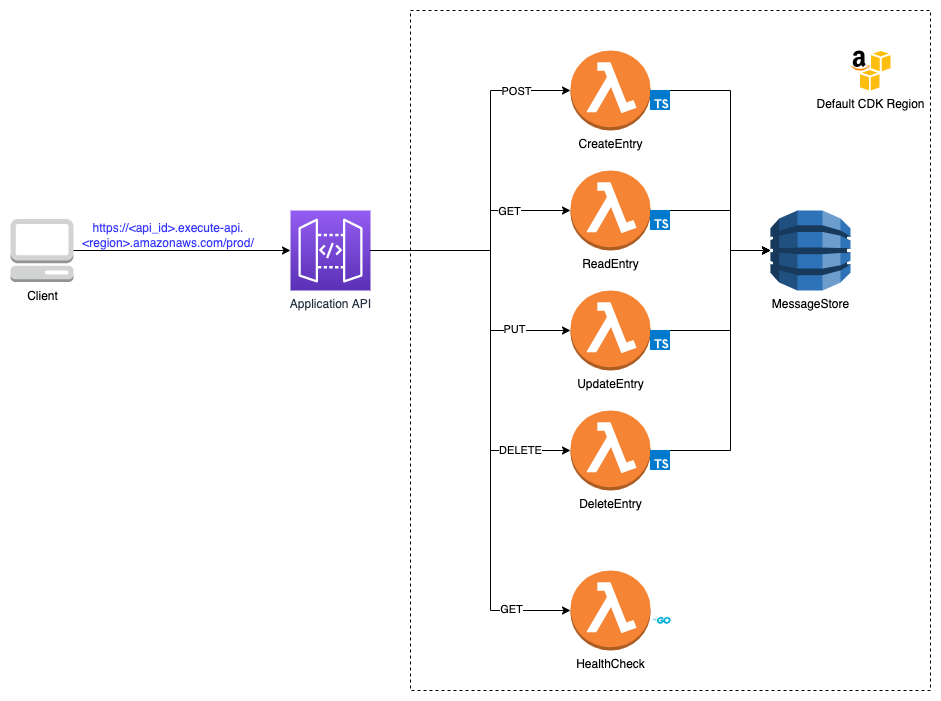 a
Default CDK Region
POST
TS
CreateEntry
https://<api_id>.execute-api.
<region>.amazonaws.com/prod/
GET
TS
ReadEntry
</>
Client
Application API
MessageStore
PUT
TS
UpdateEntry
DELETE
TS
DeleteEntry
GET
GO
HealthCheck